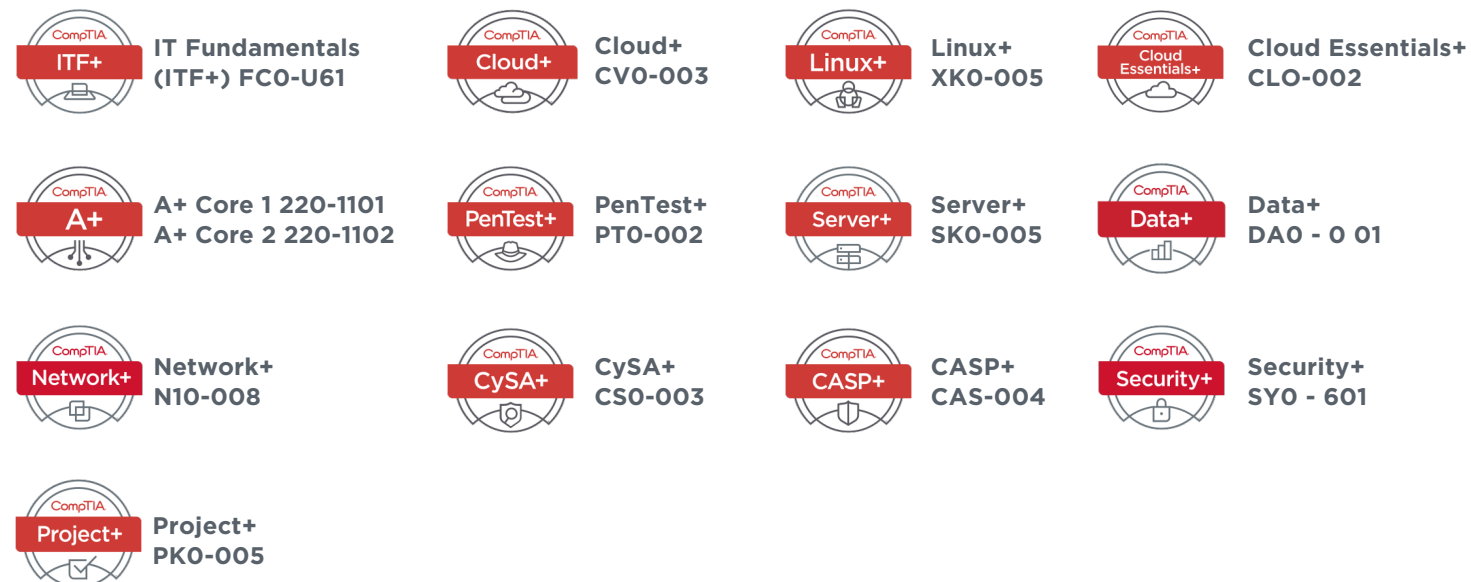 CompTIA
ITF+
IT Fundamentals
(ITF+) FC0-U61
CompTIA
Cloud+
Cloud+
CV0-003
CompTIA
Linux+
Linux+
XK0-005
CompTIA
Cloud
Essentials+
Cloud Essentials+
CLO-002
CompTIA
A+
A+ Core 1 220-1101
A+ Core 2 220-1102
CompTIA
PenTest+
PenTest+
PT0-002
CompTIA
Server+
Server+
SK0-005
CompTIA
Data+
Data+
DA0 - 0 01
CompTIA
Network+
Network+
N10-008
CompTIA
CySA+
CySA+
CS0-003
CompTIA
CASP+
CASP+
CAS-004
CompTIA
Security+
Security+
SY0 - 601
CompTIA
Project+
Project+
PK0-005